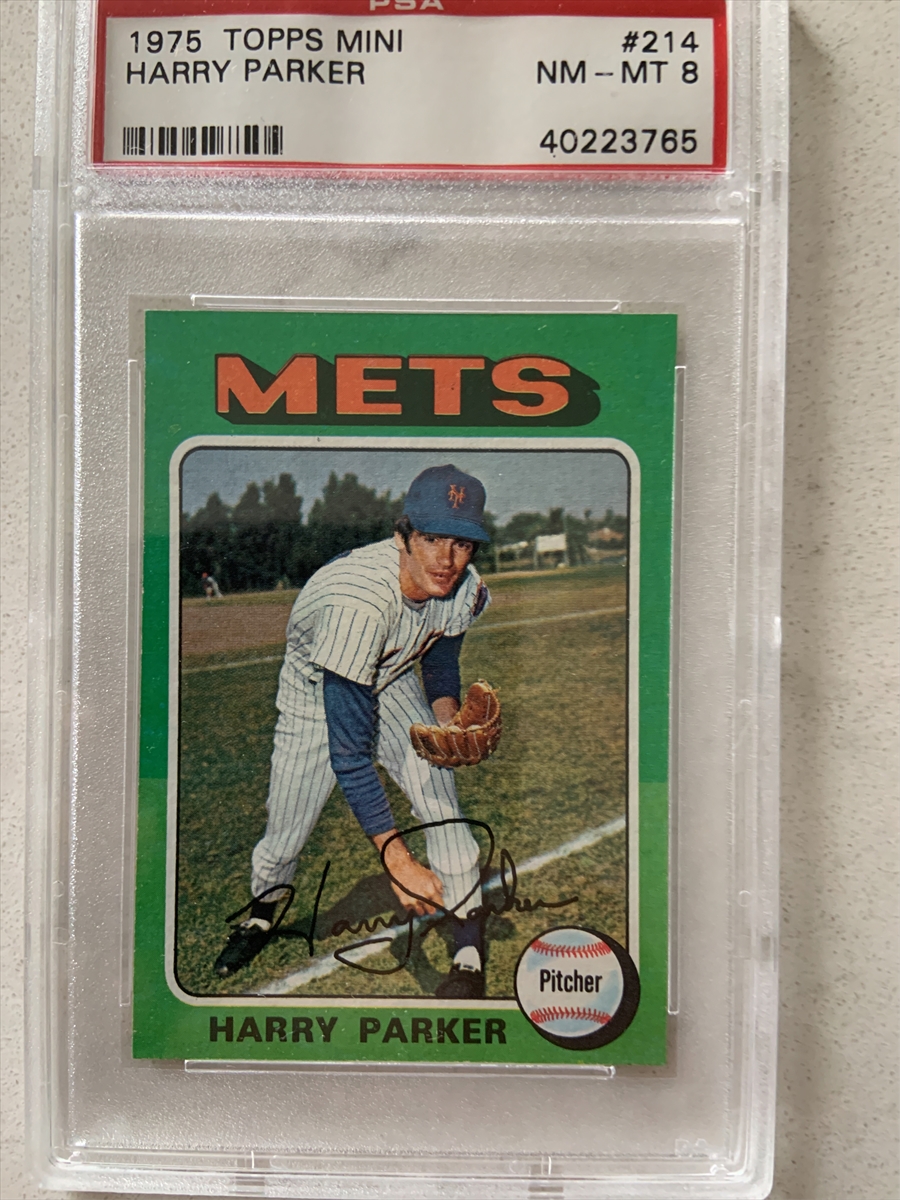 PSA
1975 TOPPS MINI #214
HARRY PARKER NM-MT 8
40223765
METS
NY
Harry Parker
Pitcher
HARRY PARKER